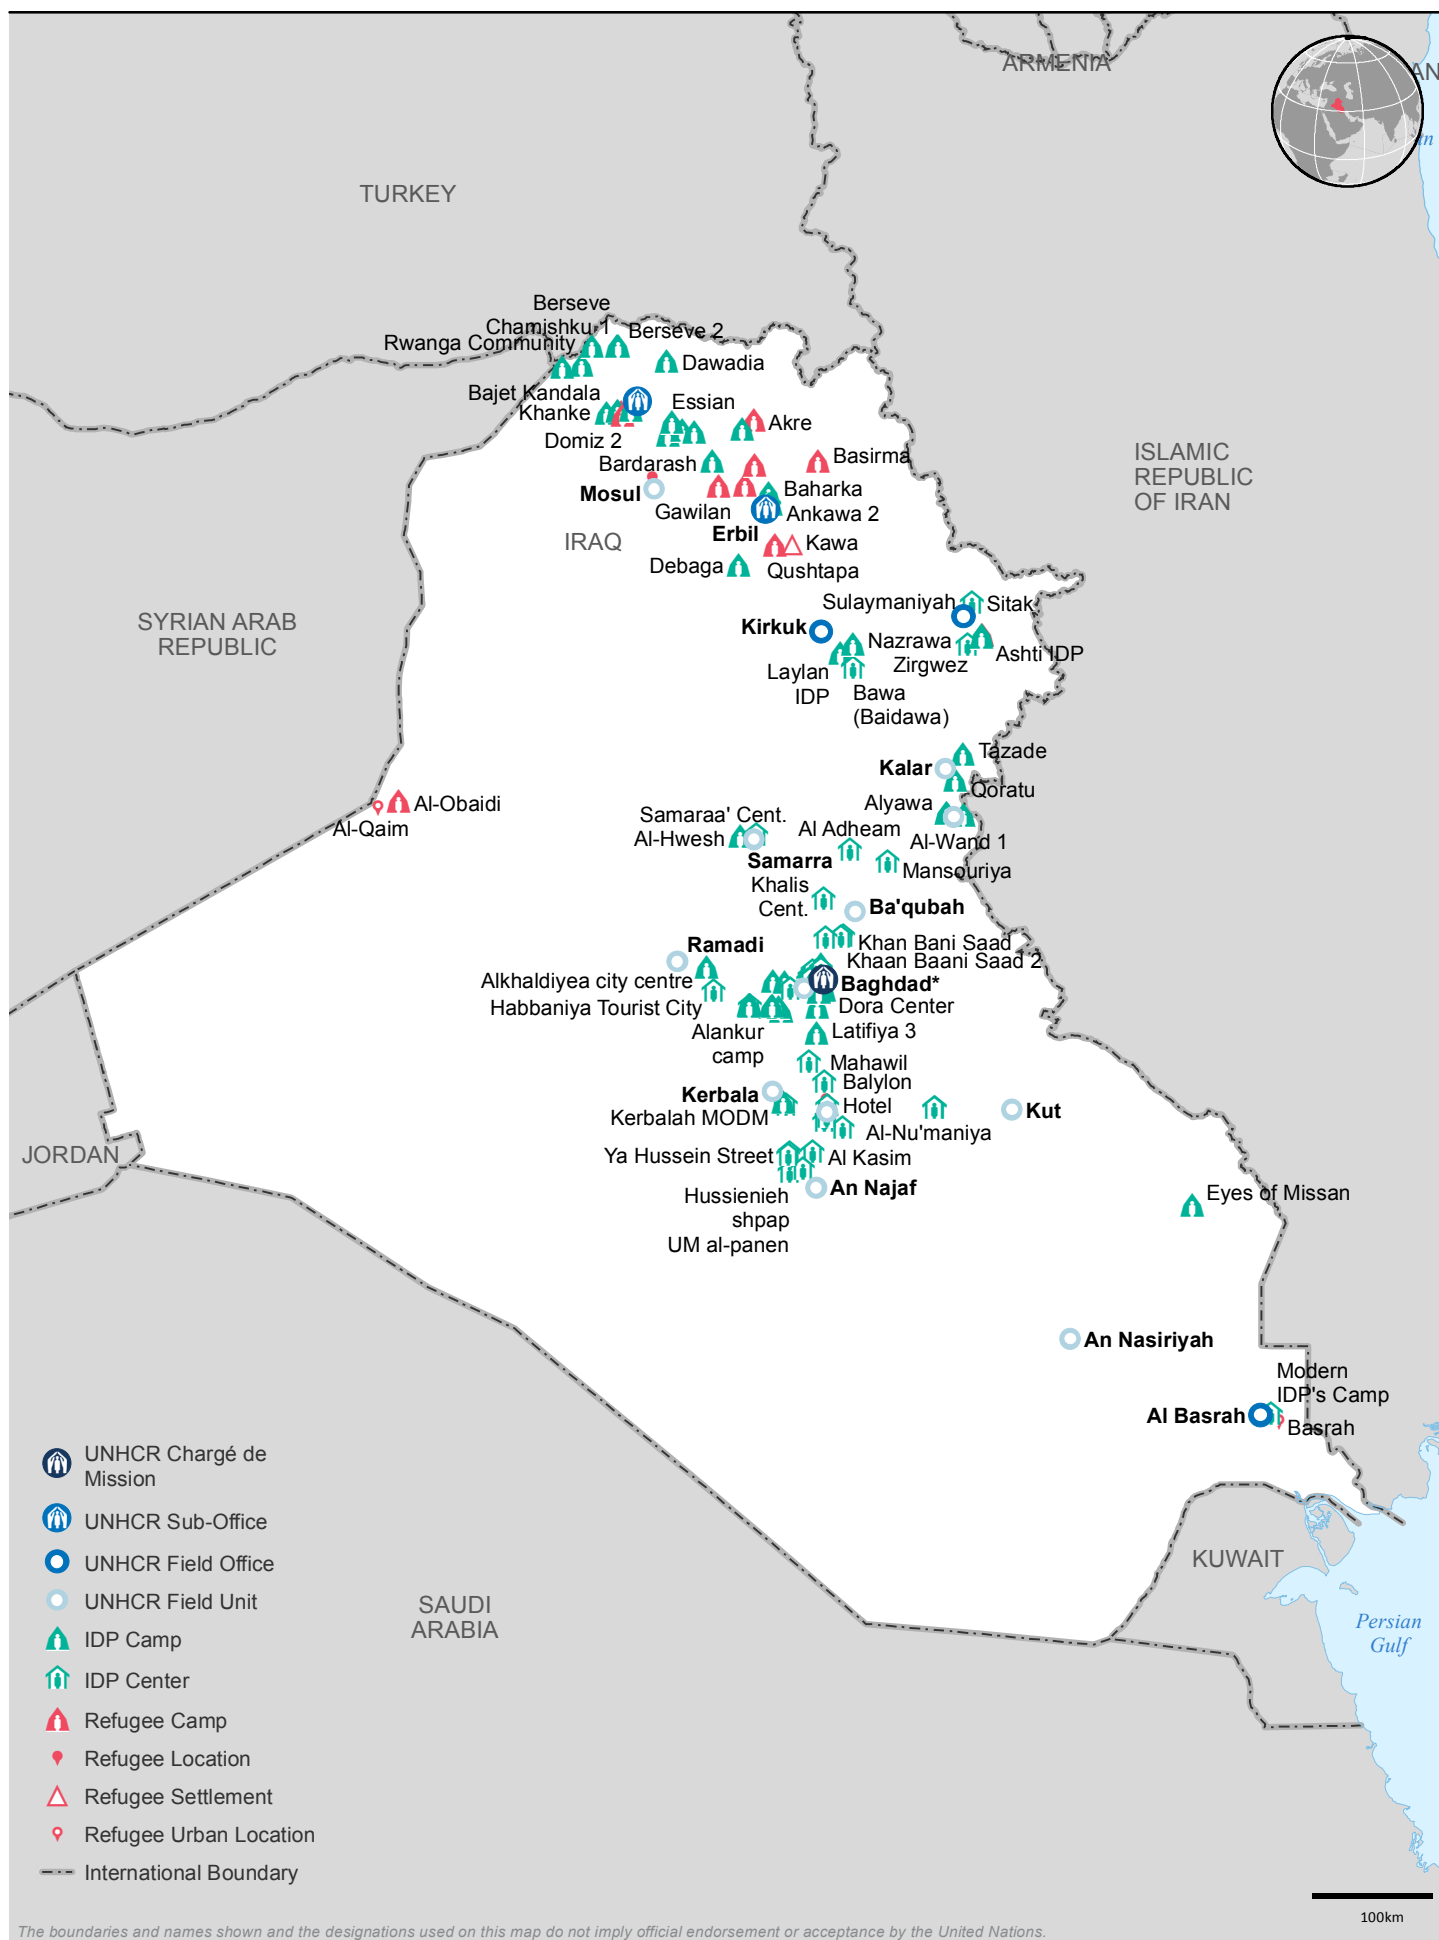 ARMENIA
AN
an
TURKEY
Berseve
Chamishku 1
Berseve 2
Rwanga Community
Dawadia
Bajet Kandala
Essian
Khanke
Akre
Domiz 2
Bardarash
Basirma
ISLAMIC
REPUBLIC
OF IRAN
Mosul
Baharka
Gawilan
Ankawa 2
Erbil
IRAQ
Kawa
Debaga
Qushtapa
Sulaymaniyah
Sitak
SYRIAN ARAB
REPUBLIC
Kirkuk
Nazrawa
Zirgwez
Ashti IDP
Laylan
IDP
Bawa
(Baidawa)
Tazade
Kalar
Qoratu
Al-Obaidi
Al-Qaim
Alyawa
Samaraa' Cent.
Al-Hwesh
Al Adheam
Al-Wand 1
Samarra
Mansouriya
Khalis
Cent.
Ba'qubah
Ramadi
Khan Bani Saad
Khaan Baani Saad 2
Alkhaldiyea city centre
Baghdad*
Habbaniya Tourist City
Dora Center
Alankur
camp
Latifiya 3
Mahawil
Balylon
Kerbala
Hotel
Kerbalah MODM
Kut
Al-Nu'maniya
JORDAN
Ya Hussein Street
Al Kasim
Hussienieh
shpap
An Najaf
UM al-panen
Eyes of Missan
An Nasiriyah
Modern
IDP's Camp
Al Basrah
Basrah
KUWAIT
SAUDI
ARABIA
Persian
Gulf
UNHCR Chargé de
Mission
UNHCR Sub-Office
UNHCR Field Office
UNHCR Field Unit
IDP Camp
IDP Center
Refugee Camp
Refugee Location
Refugee Settlement
Refugee Urban Location
International Boundary
100km
The boundaries and names shown and the designations used on this map do not imply official endorsement or acceptance by the United Nations.